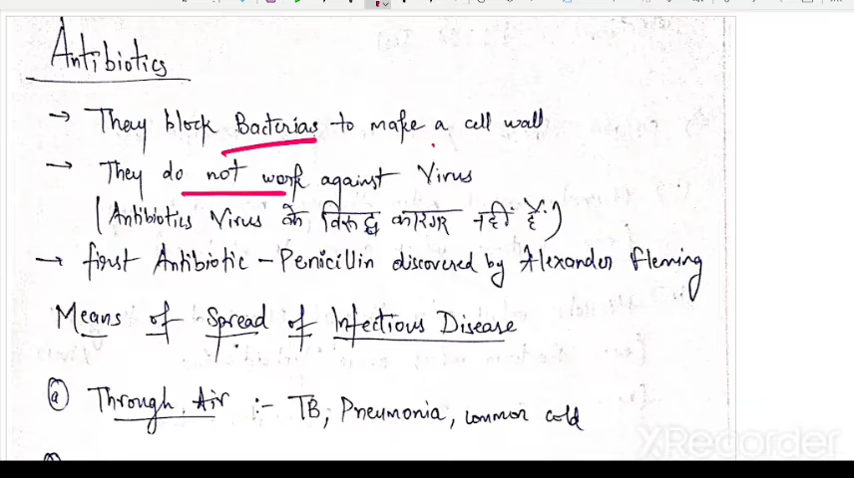 Antibiotics
→ They block Bacterias to make a cell wall
→ They do not work against Virus
(Antibiotics Virus के विरुद्ध कारगर नहीं है.)
→ first Antibiotic - Penicillin discovered by Alexander Fleming
Means of Spread of Infectious Disease
(a) Through Air :- TB, Pneumonia, common cold
XRecorder